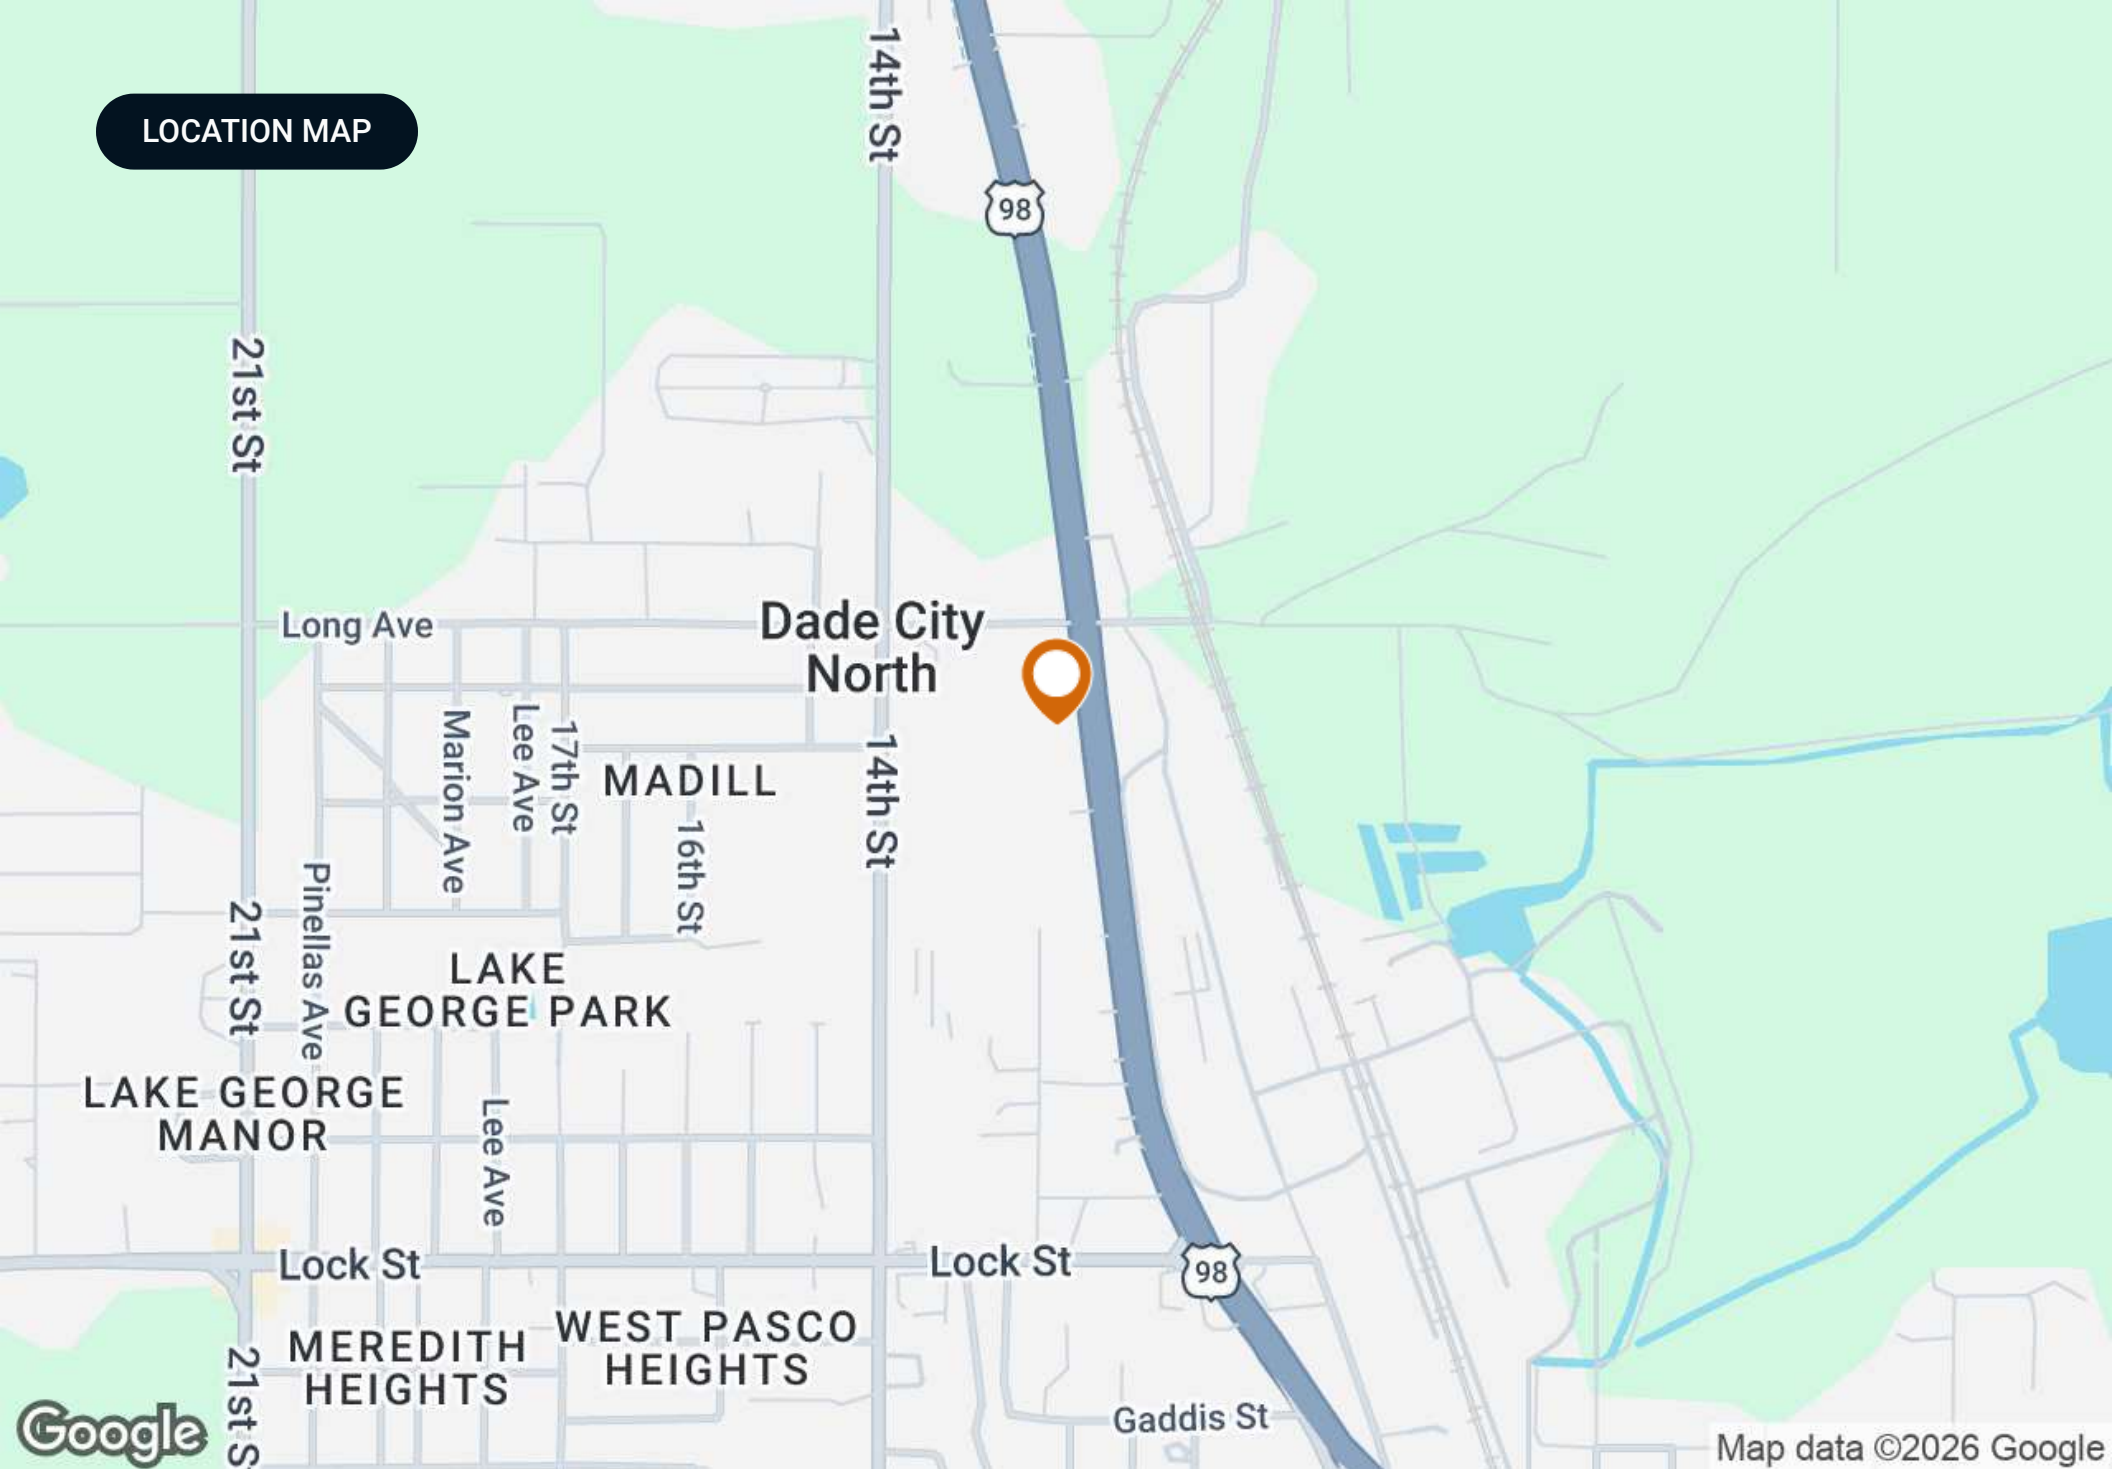 14th St
LOCATION MAP
98
21st St
Long Ave
Dade City
North
Marion Ave
Lee Ave
17th St
MADILL
16th St
14th St
Pinellas Ave
21st St
LAKE
GEORGE PARK
LAKE GEORGE
MANOR
Lee Ave
Lock St
Lock St
98
WEST PASCO
HEIGHTS
MEREDITH
HEIGHTS
21st S
Gaddis St
Google
Map data ©2026 Google